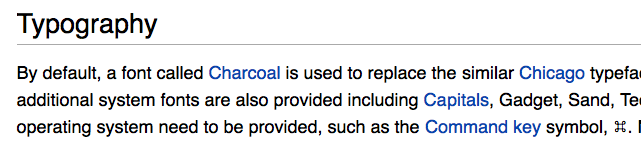 Typography
By default, a font called Charcoal is used to replace the similar Chicago
additional system fonts are also provided including Capitals, Gadget, Sand,
operating system need to be provided, such as the Command key symbol, ⌘.